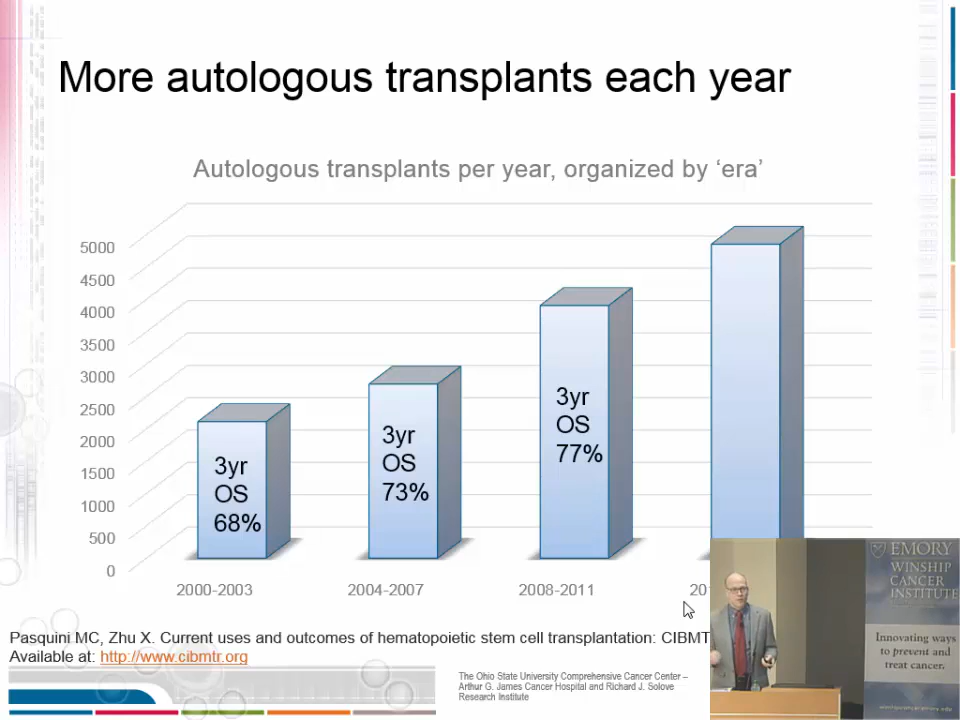 More autologous transplants each year
Autologous transplants per year, organized by ‘era’
5000
4500
4000
3500
3000
2500
2000
1500
1000
500
0
3yr
OS
68%
3yr
OS
73%
3yr
OS
77%
2000-2003
2004-2007
2008-2011
Pasquini MC, Zhu X. Current uses and outcomes of hematopoietic stem cell transplantation: CIBMT
Available at: http://www.cibmtr.org
The Ohio State University Comprehensive Cancer Center –
Arthur G. James Cancer Hospital and Richard J. Solove
Research Institute
EMORY
WINSHIP
CANCER
INSTITUTE
Innovating ways
to prevent and
treat cancer.